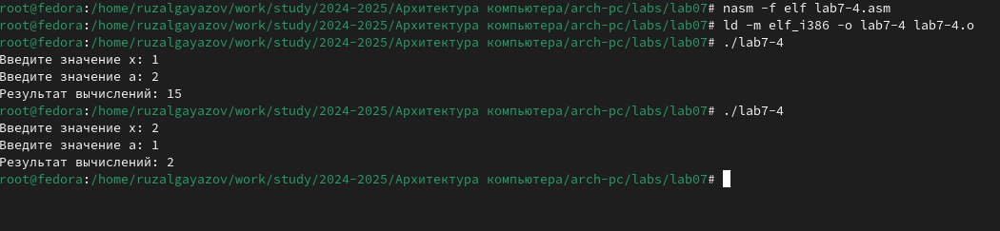 root@fedora:/home/ruzalgayazov/work/study/2024-2025/Архитектура компьютера/arch-pc/labs/lab07# nasm -f elf lab7-4.asm
root@fedora:/home/ruzalgayazov/work/study/2024-2025/Архитектура компьютера/arch-pc/labs/lab07# ld -m elf_i386 -o lab7-4 lab7-4.o
root@fedora:/home/ruzalgayazov/work/study/2024-2025/Архитектура компьютера/arch-pc/labs/lab07# ./lab7-4
Введите значение x: 1
Введите значение a: 2
Результат вычислений: 15
root@fedora:/home/ruzalgayazov/work/study/2024-2025/Архитектура компьютера/arch-pc/labs/lab07# ./lab7-4
Введите значение x: 2
Введите значение a: 1
Результат вычислений: 2
root@fedora:/home/ruzalgayazov/work/study/2024-2025/Архитектура компьютера/arch-pc/labs/lab07#